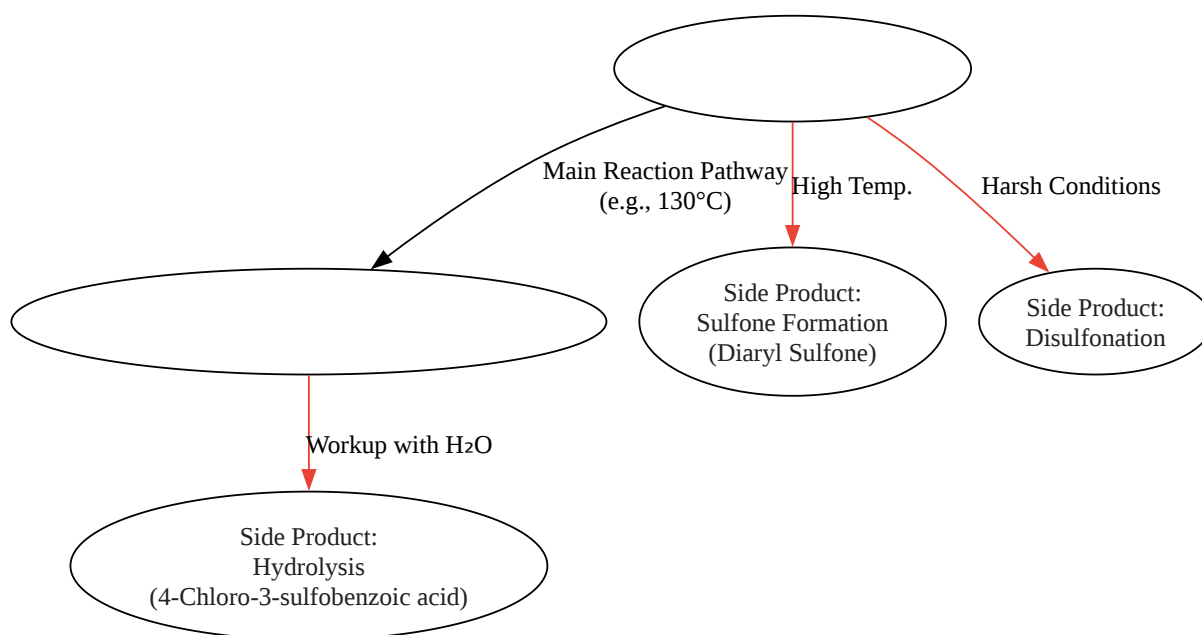 Main Reaction Pathway
(e.g., 130°C)
High Temp.
Harsh Conditions
Side Product:
Sulfone Formation
(Diaryl Sulfone)
Side Product:
Disulfonation
Workup with H₂O
Side Product:
Hydrolysis
(4-Chloro-3-sulfobenzoic acid)